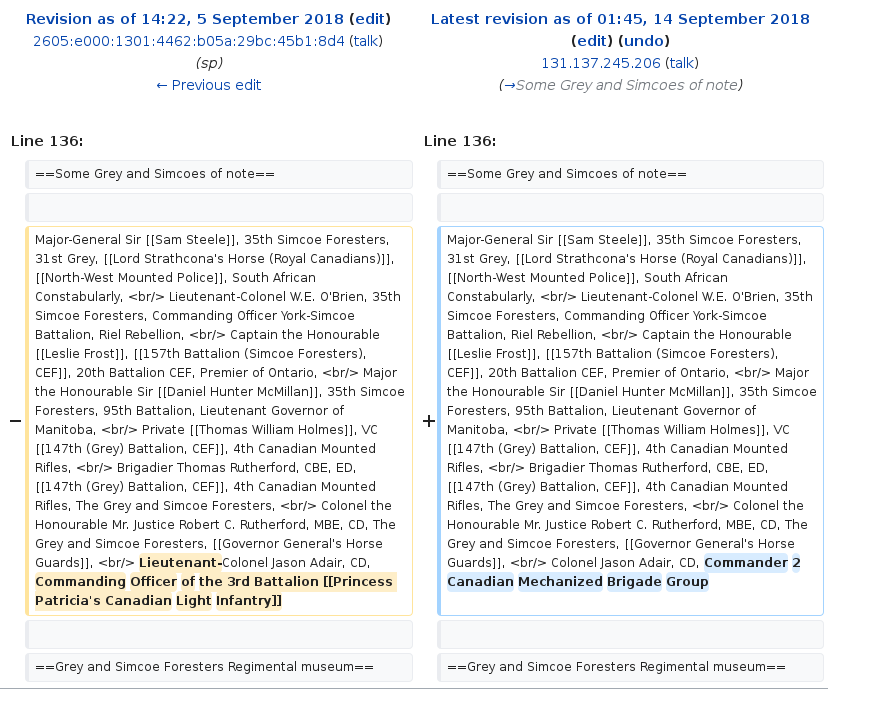 Revision as of 14:22, 5 September 2018 (edit)
2605:e000:1301:4462:b05a:29bc:45b1:8d4 (talk)
(sp)
← Previous edit
Latest revision as of 01:45, 14 September 2018
(edit) (undo)
131.137.245.206 (talk)
(→Some Grey and Simcoes of note)
Line 136:
Line 136:
==Some Grey and Simcoes of note==
==Some Grey and Simcoes of note==
−
Major-General Sir [[Sam Steele]], 35th Simcoe Foresters,
31st Grey, [[Lord Strathcona's Horse (Royal Canadians)]],
[[North-West Mounted Police]], South African
Constabularly, <br/> Lieutenant-Colonel W.E. O'Brien, 35th
Simcoe Foresters, Commanding Officer York-Simcoe
Battalion, Riel Rebellion, <br/> Captain the Honourable
[[Leslie Frost]], [[157th Battalion (Simcoe Foresters),
CEF]], 20th Battalion CEF, Premier of Ontario, <br/> Major
the Honourable Sir [[Daniel Hunter McMillan]], 35th Simcoe
Foresters, 95th Battalion, Lieutenant Governor of
Manitoba, <br/> Private [[Thomas William Holmes]], VC
[[147th (Grey) Battalion, CEF]], 4th Canadian Mounted
Rifles, <br/> Brigadier Thomas Rutherford, CBE, ED,
[[147th (Grey) Battalion, CEF]], 4th Canadian Mounted
Rifles, The Grey and Simcoe Foresters, <br/> Colonel the
Honourable Mr. Justice Robert C. Rutherford, MBE, CD, The
Grey and Simcoe Foresters, [[Governor General's Horse
Guards]], <br/> Lieutenant-Colonel Jason Adair, CD,
Commanding Officer of the 3rd Battalion [[Princess
Patricia's Canadian Light Infantry]]
+
Major-General Sir [[Sam Steele]], 35th Simcoe Foresters,
31st Grey, [[Lord Strathcona's Horse (Royal Canadians)]],
[[North-West Mounted Police]], South African
Constabularly, <br/> Lieutenant-Colonel W.E. O'Brien, 35th
Simcoe Foresters, Commanding Officer York-Simcoe
Battalion, Riel Rebellion, <br/> Captain the Honourable
[[Leslie Frost]], [[157th Battalion (Simcoe Foresters),
CEF]], 20th Battalion CEF, Premier of Ontario, <br/> Major
the Honourable Sir [[Daniel Hunter McMillan]], 35th Simcoe
Foresters, 95th Battalion, Lieutenant Governor of
Manitoba, <br/> Private [[Thomas William Holmes]], VC
[[147th (Grey) Battalion, CEF]], 4th Canadian Mounted
Rifles, <br/> Brigadier Thomas Rutherford, CBE, ED,
[[147th (Grey) Battalion, CEF]], 4th Canadian Mounted
Rifles, The Grey and Simcoe Foresters, <br/> Colonel the
Honourable Mr. Justice Robert C. Rutherford, MBE, CD, The
Grey and Simcoe Foresters, [[Governor General's Horse
Guards]], <br/> Colonel Jason Adair, CD, Commander 2
Canadian Mechanized Brigade Group
==Grey and Simcoe Foresters Regimental museum==
==Grey and Simcoe Foresters Regimental museum==